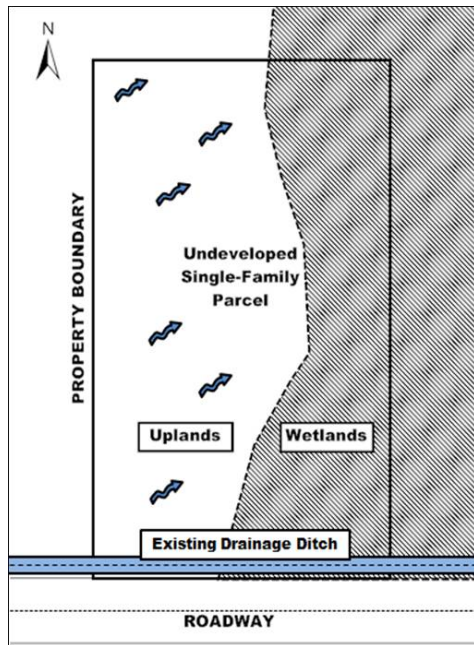 N
PROPERTY BOUNDARY
Undeveloped
Single-Family
Parcel
Uplands
Wetlands
Existing Drainage Ditch
ROADWAY